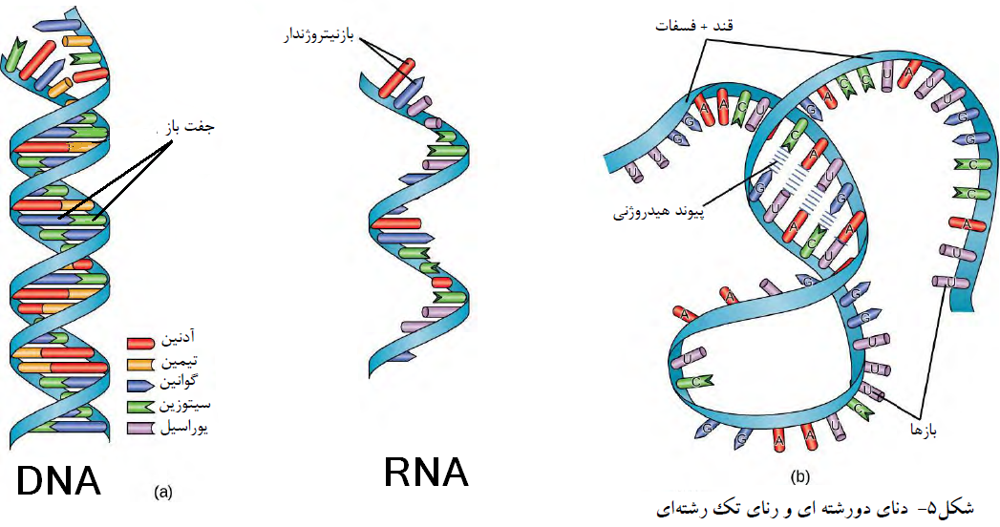 جفت باز
آدنین
تیمین
گوانین
سیتوزین
یوراسیل
DNA
(a)
بازنیتروژندار
RNA
قند + فسفات
پیوند هیدروژنی
بازها
(b)
شکل۵- دنای دورشته ای و رنای تک رشته‌ای